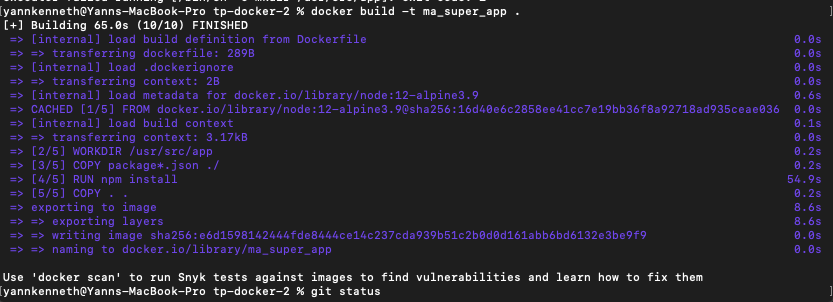 [yannkenneth@Yanns-MacBook-Pro tp-docker-2 % docker build -t ma_super_app . ]
[+] Building 65.0s (10/10) FINISHED
=> [internal] load build definition from Dockerfile 0.0s
=> => transferring dockerfile: 289B 0.0s
=> [internal] load .dockerignore 0.0s
=> => transferring context: 2B 0.0s
=> [internal] load metadata for docker.io/library/node:12-alpine3.9 0.6s
=> CACHED [1/5] FROM docker.io/library/node:12-alpine3.9@sha256:16d40e6c2858ee41cc7e19bb36f8a92718ad935ceae036 0.0s
=> [internal] load build context 0.1s
=> => transferring context: 3.17kB 0.0s
=> [2/5] WORKDIR /usr/src/app 0.2s
=> [3/5] COPY package*.json ./ 0.2s
=> [4/5] RUN npm install 54.9s
=> [5/5] COPY . . 0.2s
=> exporting to image 8.6s
=> => exporting layers 8.6s
=> => writing image sha256:e6d1598142444fde8444ce14c237cda939b51c2b0d0d161abb6bd6132e3be9f9 0.0s
=> => naming to docker.io/library/ma_super_app 0.0s
Use 'docker scan' to run Snyk tests against images to find vulnerabilities and learn how to fix them
[yannkenneth@Yanns-MacBook-Pro tp-docker-2 % git status ]